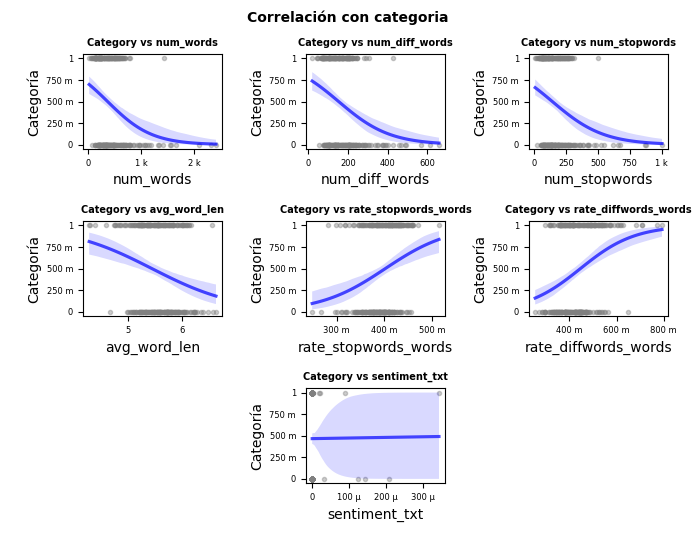 Correlación con categoria
Category vs num_words
Category vs num_diff_words
Category vs num_stopwords
Categoría
1
750 m
500 m
250 m
0
0
1 k
2 k
num_words
Categoría
1
750 m
500 m
250 m
0
0
200
400
600
num_diff_words
Categoría
1
750 m
500 m
250 m
0
0
250
500
750
1 k
num_stopwords
Category vs avg_word_len
Category vs rate_stopwords_words
Category vs rate_diffwords_words
Categoría
1
750 m
500 m
250 m
0
5
6
avg_word_len
Categoría
1
750 m
500 m
250 m
0
300 m
400 m
500 m
rate_stopwords_words
Categoría
1
750 m
500 m
250 m
0
400 m
600 m
800 m
rate_diffwords_words
Category vs sentiment_txt
Categoría
1
750 m
500 m
250 m
0
0
100 µ
200 µ
300 µ
sentiment_txt